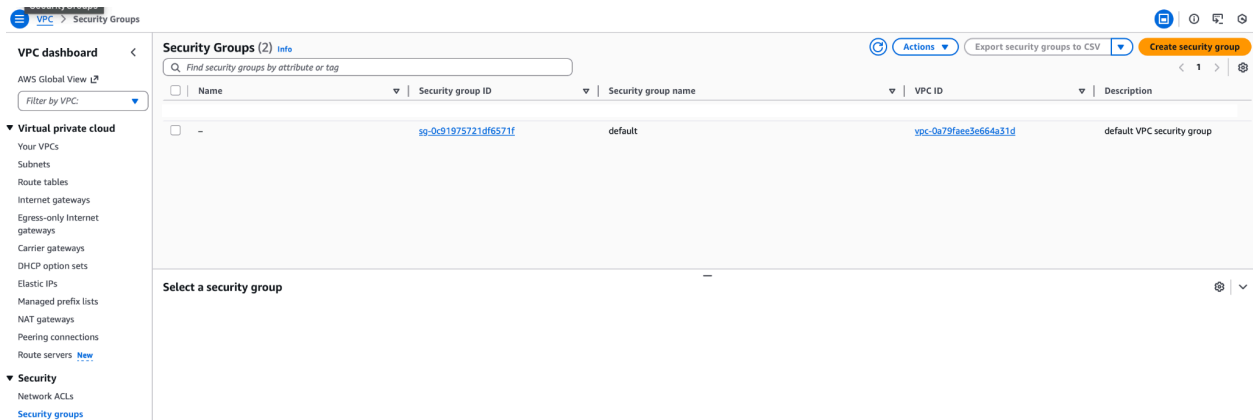 VPC > Security Groups
VPC dashboard
AWS Global View
Filter by VPC:
Virtual private cloud
Your VPCs
Subnets
Route tables
Internet gateways
Egress-only Internet
gateways
Carrier gateways
DHCP option sets
Elastic IPs
Managed prefix lists
NAT gateways
Peering connections
Route servers New
Security
Network ACLs
Security groups
Security Groups (2) Info
Actions
Export security groups to CSV
Create security group
Find security groups by attribute or tag
1
Name Security group ID Security group name VPC ID Description
– sg-0c91975721df6571f default vpc-0a79faee3e664a31d default VPC security group
Select a security group